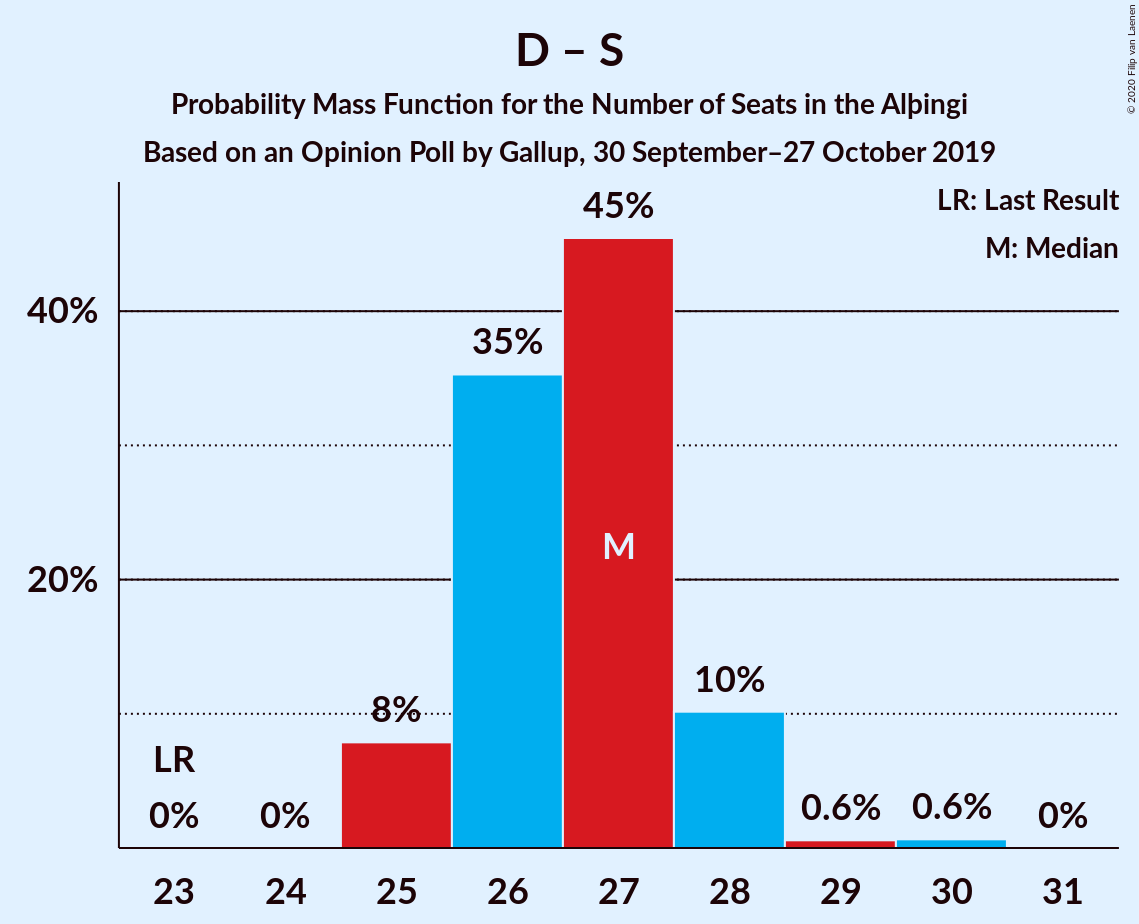 D – S
Probability Mass Function for the Number of Seats in the Alþingi
Based on an Opinion Poll by Gallup, 30 September–27 October 2019
© 2020 Filip van Laenen
LR: Last Result
M: Median
45%
40%
35%
M
20%
10%
8%
LR
0%
0%
0.6%
0.6%
0%
23 24 25 26 27 28 29 30 31